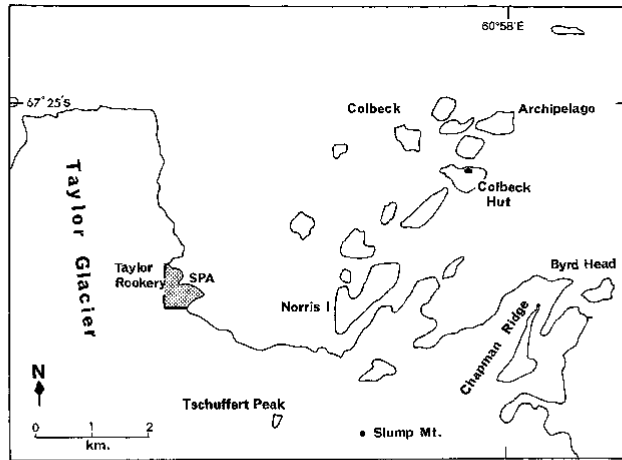 60°58'E
67°25's
Colbeck
Archipelago
Colbeck
Hut
Taylor Glacier
Taylor
Rookery
SPA
Norris I
Byrd Head
Chapman Ridge
N
Tschuffert Peak
Slump Mt.
0 1 2
km.